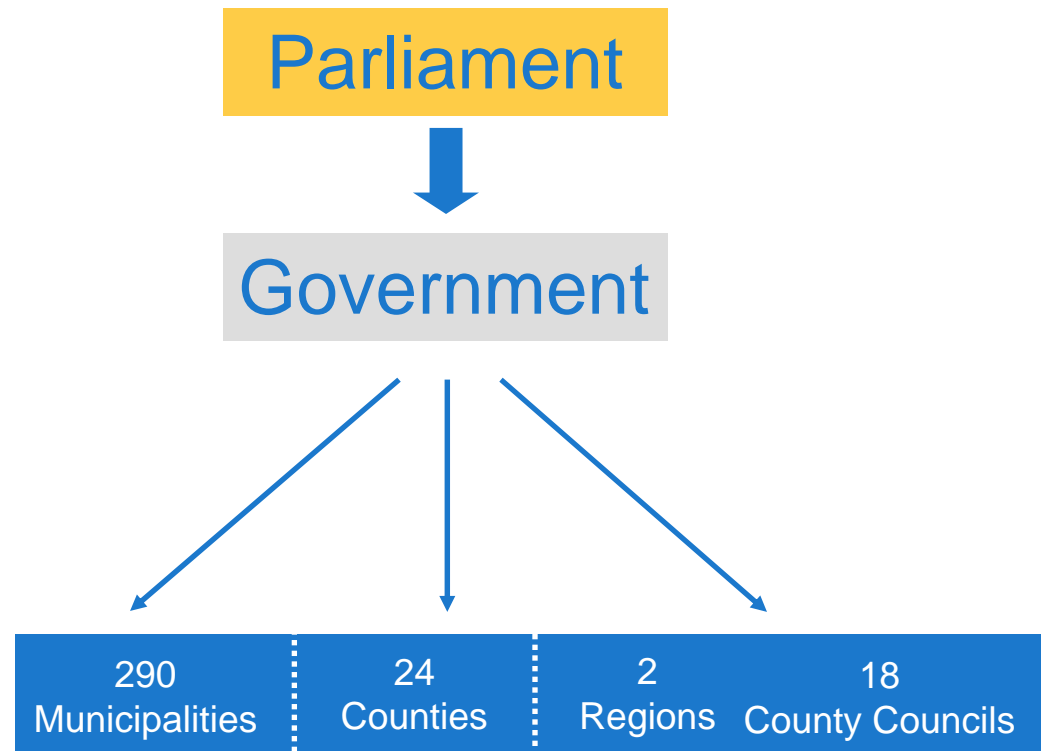 Parliament
Government
290
Municipalities
24
Counties
2
Regions
18
County Councils